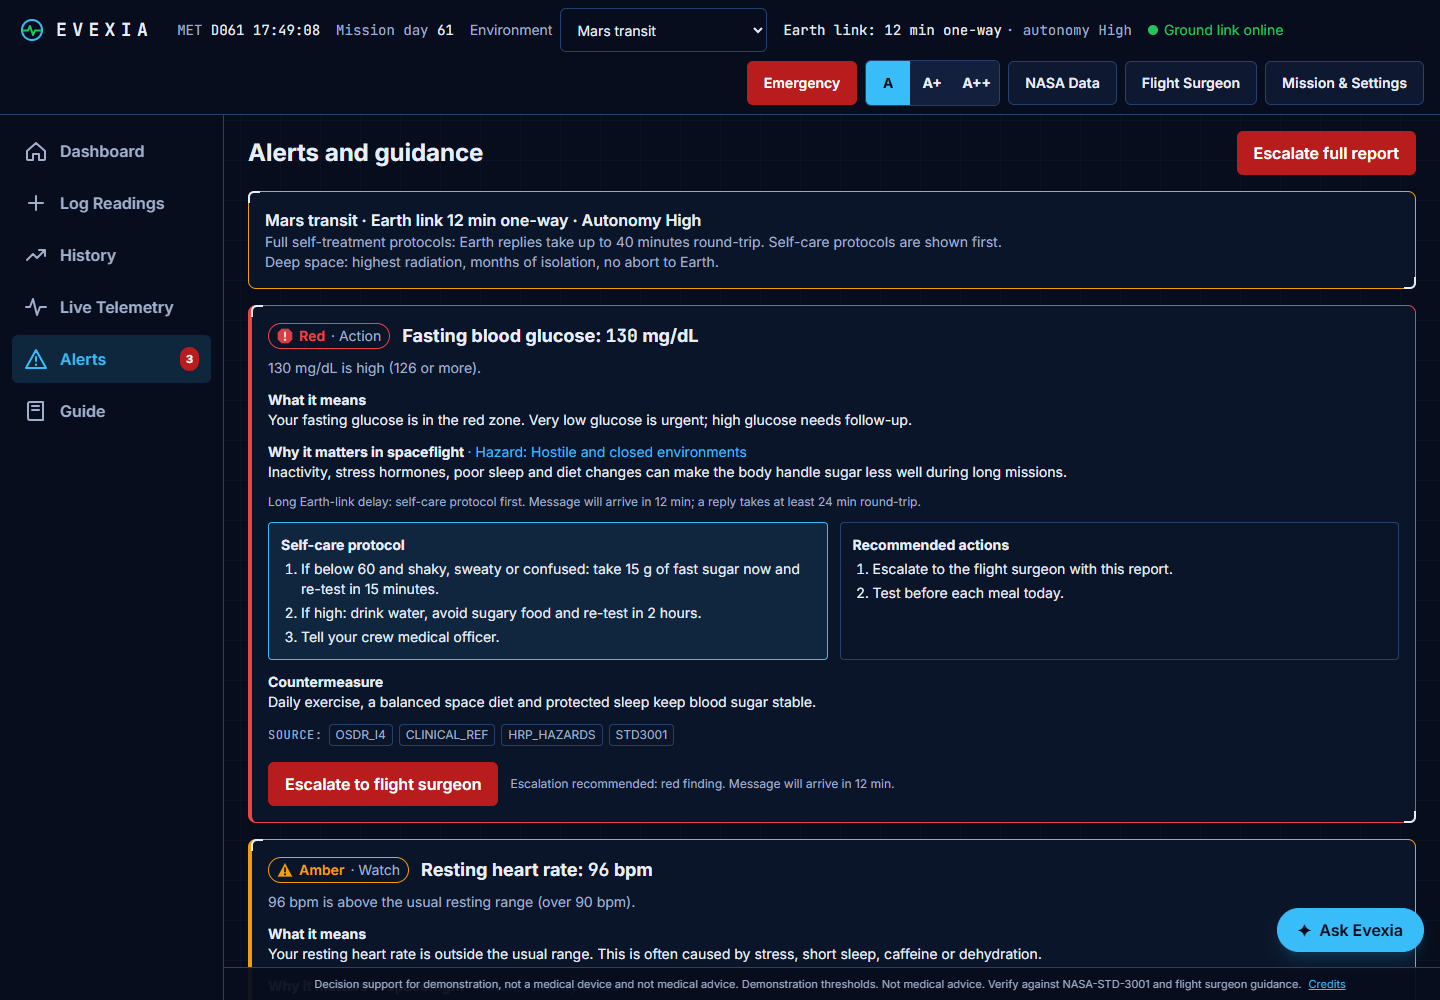 EVEXIA
MET D061 17:49:08 Mission day 61 Environment Mars transit Earth link: 12 min one-way · autonomy High Ground link online
Emergency A A+ A++ NASA Data Flight Surgeon Mission & Settings
Dashboard
Log Readings
History
Live Telemetry
Alerts 3
Guide
Alerts and guidance
Escalate full report
Mars transit · Earth link 12 min one-way · Autonomy High
Full self-treatment protocols: Earth replies take up to 40 minutes round-trip. Self-care protocols are shown first.
Deep space: highest radiation, months of isolation, no abort to Earth.
Red · Action Fasting blood glucose: 130 mg/dL
130 mg/dL is high (126 or more).
What it means
Your fasting glucose is in the red zone. Very low glucose is urgent; high glucose needs follow-up.
Why it matters in spaceflight · Hazard: Hostile and closed environments
Inactivity, stress hormones, poor sleep and diet changes can make the body handle sugar less well during long missions.
Long Earth-link delay: self-care protocol first. Message will arrive in 12 min; a reply takes at least 24 min round-trip.
Self-care protocol
1. If below 60 and shaky, sweaty or confused: take 15 g of fast sugar now and
re-test in 15 minutes.
2. If high: drink water, avoid sugary food and re-test in 2 hours.
3. Tell your crew medical officer.
Recommended actions
1. Escalate to the flight surgeon with this report.
2. Test before each meal today.
Countermeasure
Daily exercise, a balanced space diet and protected sleep keep blood sugar stable.
SOURCE: OSDR_I4 CLINICAL_REF HRP_HAZARDS STD3001
Escalate to flight surgeon Escalation recommended: red finding. Message will arrive in 12 min.
Amber · Watch Resting heart rate: 96 bpm
96 bpm is above the usual resting range (over 90 bpm).
What it means
Your resting heart rate is outside the usual range. This is often caused by stress, short sleep, caffeine or dehydration.
Ask Evexia
Decision support for demonstration, not a medical device and not medical advice. Demonstration thresholds. Not medical advice. Verify against NASA-STD-3001 and flight surgeon guidance. Credits